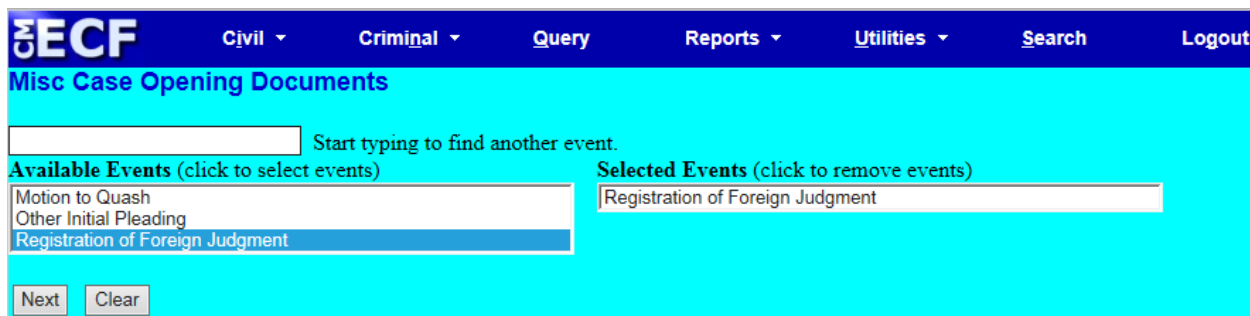 CM ECF Civil Criminal Query Reports Utilities Search Logout
Misc Case Opening Documents
Start typing to find another event.
Available Events (click to select events)
Motion to Quash
Other Initial Pleading
Registration of Foreign Judgment
Selected Events (click to remove events)
Registration of Foreign Judgment
Next Clear